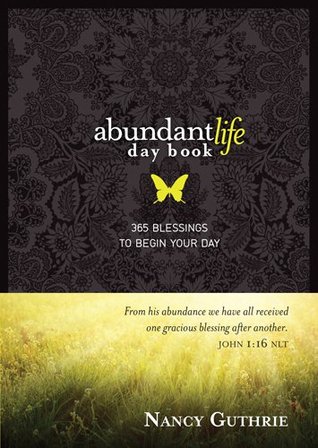 abundantlife
day book
365 BLESSINGS
TO BEGIN YOUR DAY
From his abundance we have all received
one gracious blessing after another.
JOHN 1:16 NLT
NANCY GUTHRIE